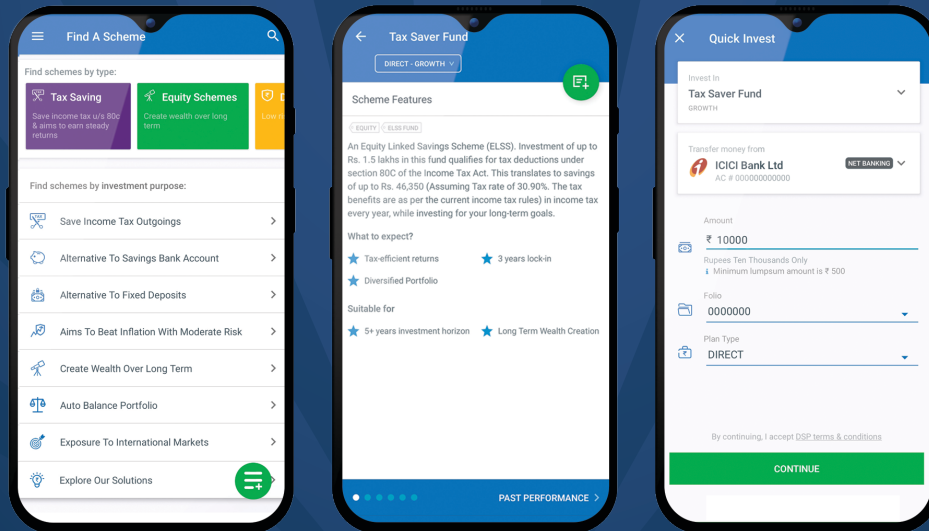 Find A Scheme
Find schemes by type:
Tax Saving
Save income tax u/s 80c
& aims to earn steady
returns
Equity Schemes
Create wealth over long
term
Find schemes by investment purpose:
Save Income Tax Outgoings
Alternative To Savings Bank Account
Alternative To Fixed Deposits
Aims To Beat Inflation With Moderate Risk
Create Wealth Over Long Term
Auto Balance Portfolio
Exposure To International Markets
Explore Our Solutions
Tax Saver Fund
DIRECT - GROWTH
Scheme Features
EQUITY
ELSS FUND
An Equity Linked Savings Scheme (ELSS). Investment of up to
Rs. 1.5 lakhs in this fund qualifies for tax deductions under
section 80C of the Income Tax Act. This translates to savings
of up to Rs. 46,350 (Assuming Tax rate of 30.90%. The tax
benefits are as per the current income tax rules) in income tax
every year, while investing for your long-term goals.
What to expect?
Tax-efficient returns
3 years lock-in
Diversified Portfolio
Suitable for
5+ years investment horizon
Long Term Wealth Creation
PAST PERFORMANCE
Quick Invest
Invest In
Tax Saver Fund
GROWTH
Transfer money from
ICICI Bank Ltd
NET BANKING
AC # 000000000000
Amount
₹ 10000
Rupees Ten Thousands Only
Minimum lumpsum amount is ₹ 500
Folio
0000000
Plan Type
DIRECT
By continuing, I accept DSP terms & conditions
CONTINUE